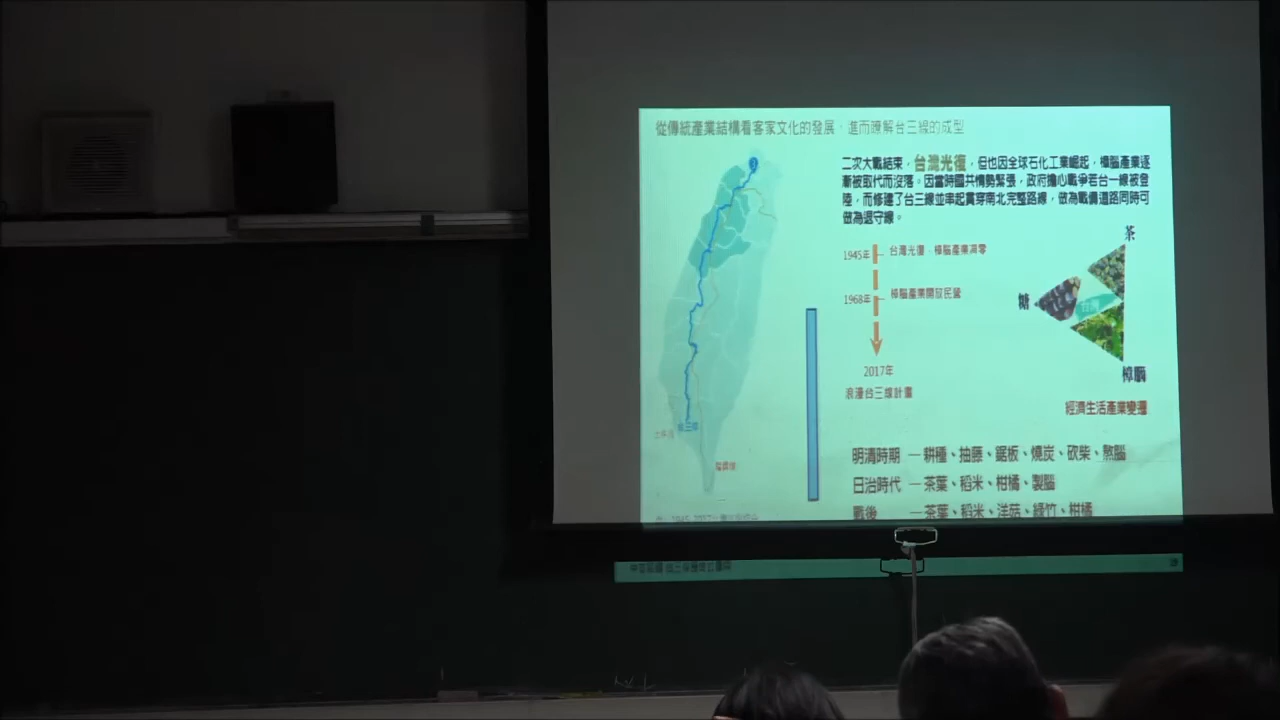 從傳統產業結構看客家文化的發展，進而瞭解台三線的成型
二次大戰結束，台灣光復，但也因全球石化工業崛起，樟腦產業逐
漸被取代而沒落。因當時國共情勢緊張，政府擔心戰爭若台一線被登
陸，而修建了台三線並串起貫穿南北完整路線，做為戰備道路同時可
做為退守線。
1945年
台灣光復，樟腦產業凋零
1968年
樟腦產業開放民營
2017年
浪漫台三線計畫
茶
糖
台灣
樟腦
經濟生活產業變遷
明清時期 — 耕種、抽藤、鋸板、燒炭、砍柴、熬腦
日治時代 — 茶葉、稻米、柑橘、製腦
戰後 — 茶葉、稻米、洋菇、綠竹、柑橘